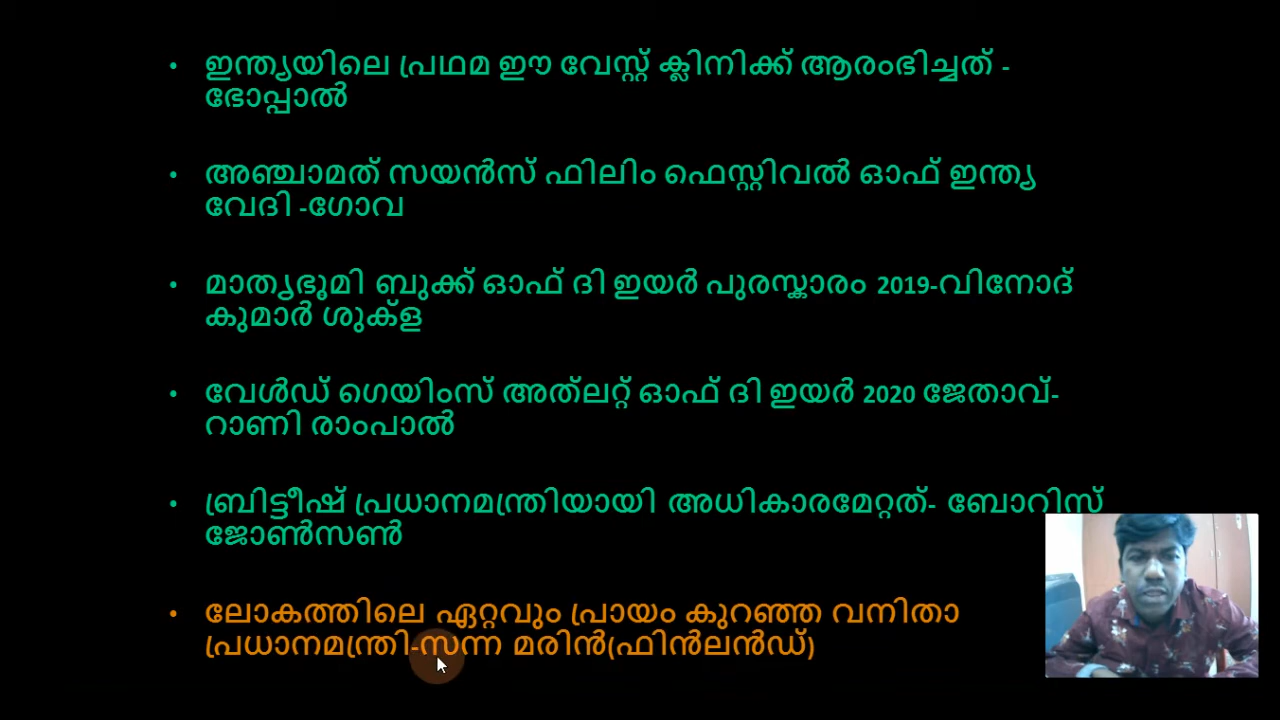 • ഇന്ത്യയിലെ പ്രഥമ ഈ വേസ്റ്റ് ക്ലിനിക്ക് ആരംഭിച്ചത് -
ഭോപ്പാൽ
• അഞ്ചാമത് സയൻസ് ഫിലിം ഫെസ്റ്റിവൽ ഓഫ് ഇന്ത്യ
വേദി -ഗോവ
• മാത്യഭൂമി ബുക്ക് ഓഫ് ദി ഇയർ പുരസ്കാരം 2019-വിനോദ്
കുമാർ ശുക്ള
• വേൾഡ് ഗെയിംസ് അത്‌ലറ്റ് ഓഫ് ദി ഇയർ 2020 ജേതാവ്-
റാണി രാംപാൽ
• ബ്രിട്ടീഷ് പ്രധാനമന്ത്രിയായി അധികാരമേറ്റത്- ബോറിസ്
ജോൺസൺ
• ലോകത്തിലെ ഏറ്റവും പ്രായം കുറഞ്ഞ വനിതാ
പ്രധാനമന്ത്രി-സന്ന മരിൻ(ഫിൻലൻഡ്)